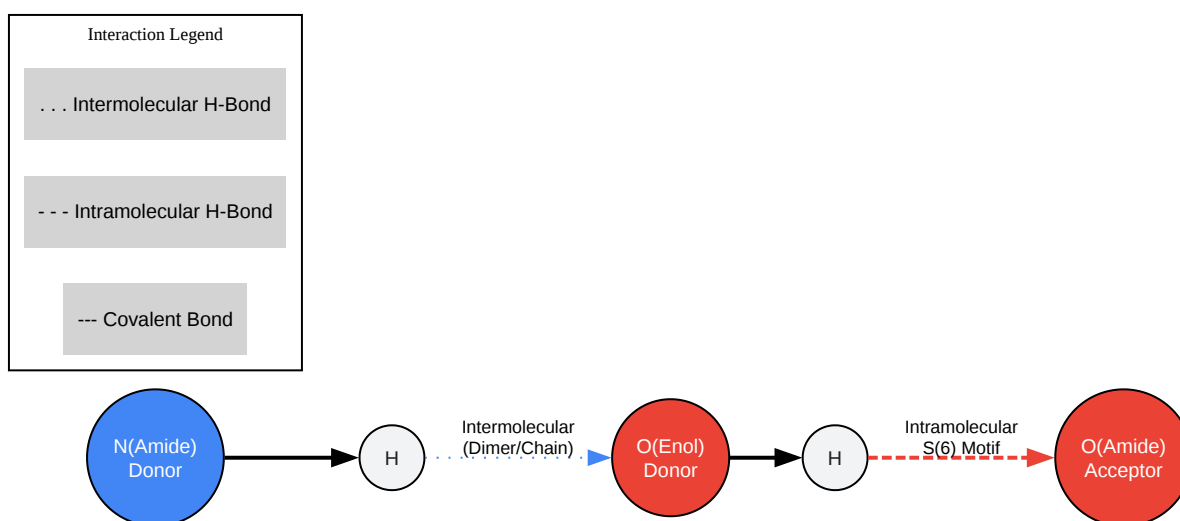 Interaction Legend
. . . Intermolecular H-Bond
- - - Intramolecular H-Bond
--- Covalent Bond
N(Amide)
Donor
H
Intermolecular
(Dimer/Chain)
O(Enol)
Donor
H
Intramolecular
S(6) Motif
O(Amide)
Acceptor